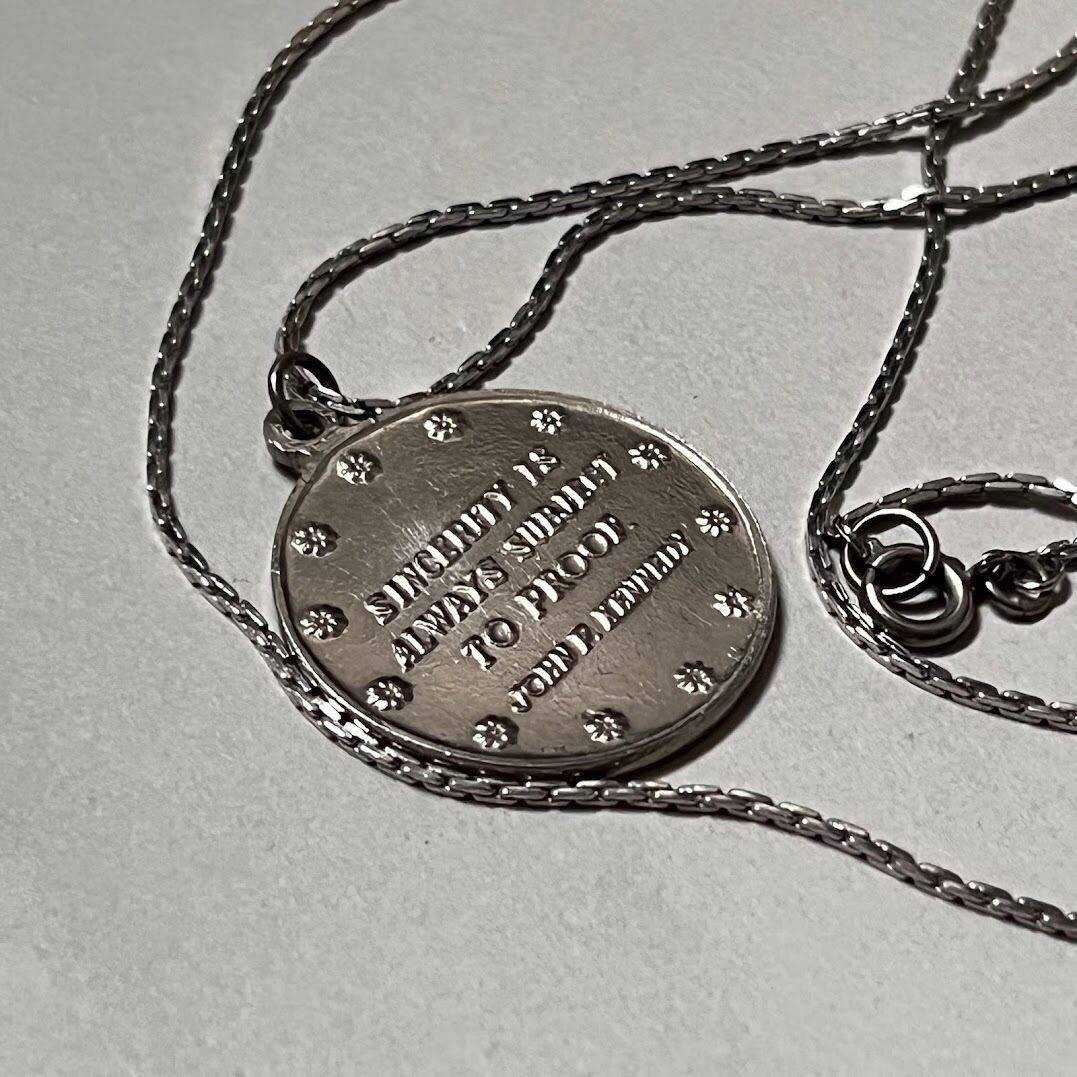 SINCERITY IS
ALWAYS SUBJECT
TO PROOF.
JOHN F. KENNEDY